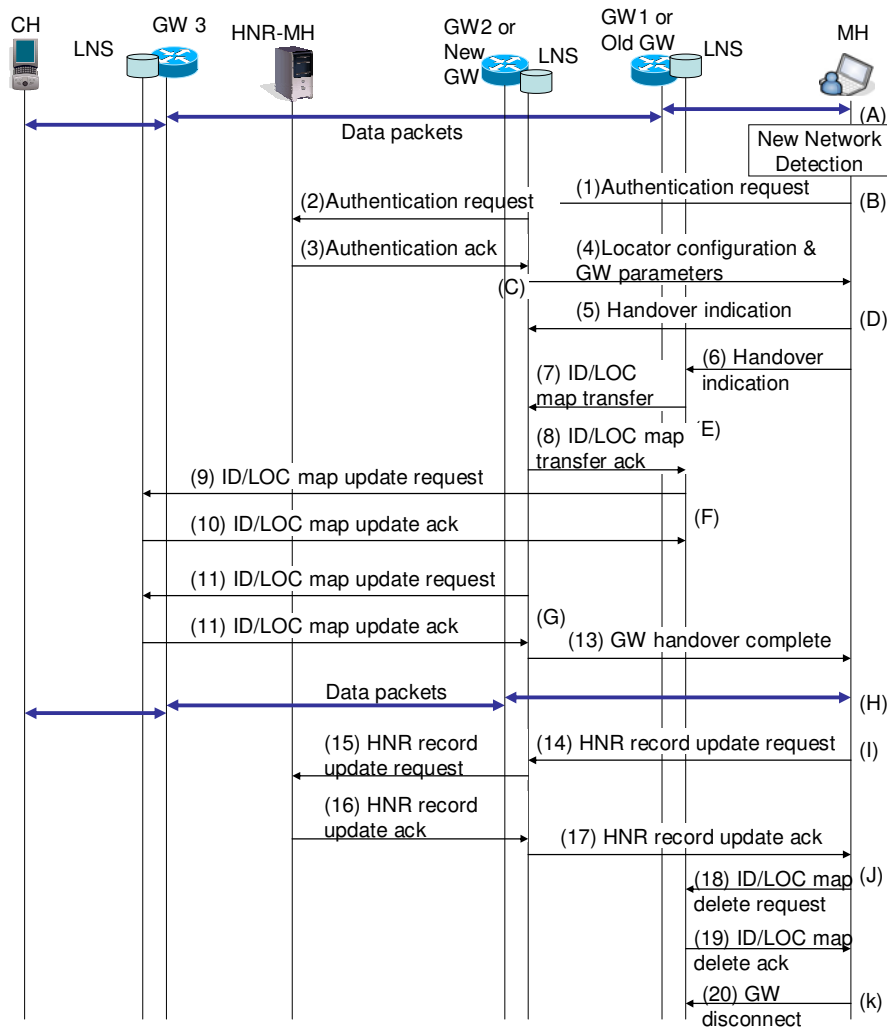 CH
GW 3
LNS
HNR-MH
GW2 or
New
GW
LNS
GW1 or
Old GW
LNS
MH
(A)
Data packets
New Network
Detection
(1)Authentication request
(B)
(2)Authentication request
(3)Authentication ack
(4)Locator configuration &
GW parameters
(C)
(5) Handover indication
(D)
(6) Handover
indication
(7) ID/LOC
map transfer
E)
(8) ID/LOC map
transfer ack
(9) ID/LOC map update request
(F)
(10) ID/LOC map update ack
(11) ID/LOC map update request
(G)
(11) ID/LOC map update ack
(13) GW handover complete
Data packets
(H)
(14) HNR record update request
(I)
(15) HNR record
update request
(16) HNR record
update ack
(17) HNR record update ack
(J)
(18) ID/LOC map
delete request
(19) ID/LOC map
delete ack
(20) GW
disconnect
(k)